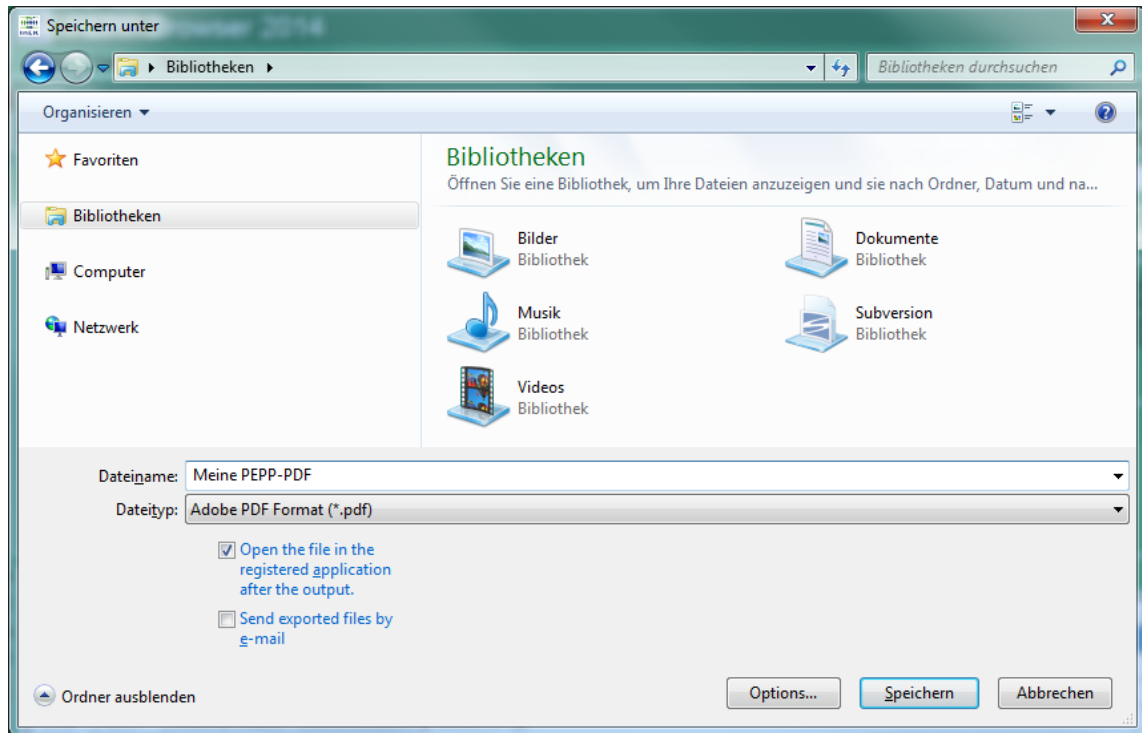 Speichern unter
Browser 2014
Bibliotheken
Bibliotheken durchsuchen
Organisieren
Favoriten
Bibliotheken
Computer
Netzwerk
Bibliotheken
Öffnen Sie eine Bibliothek, um Ihre Dateien anzuzeigen und sie nach Ordner, Datum und na...
Bilder
Bibliothek
Dokumente
Bibliothek
Musik
Bibliothek
Subversion
Bibliothek
Videos
Bibliothek
Dateiname: Meine PEPP-PDF
Dateityp: Adobe PDF Format (*.pdf)
Open the file in the
registered application
after the output.
Send exported files by
e-mail
Ordner ausblenden
Options...
Speichern
Abbrechen